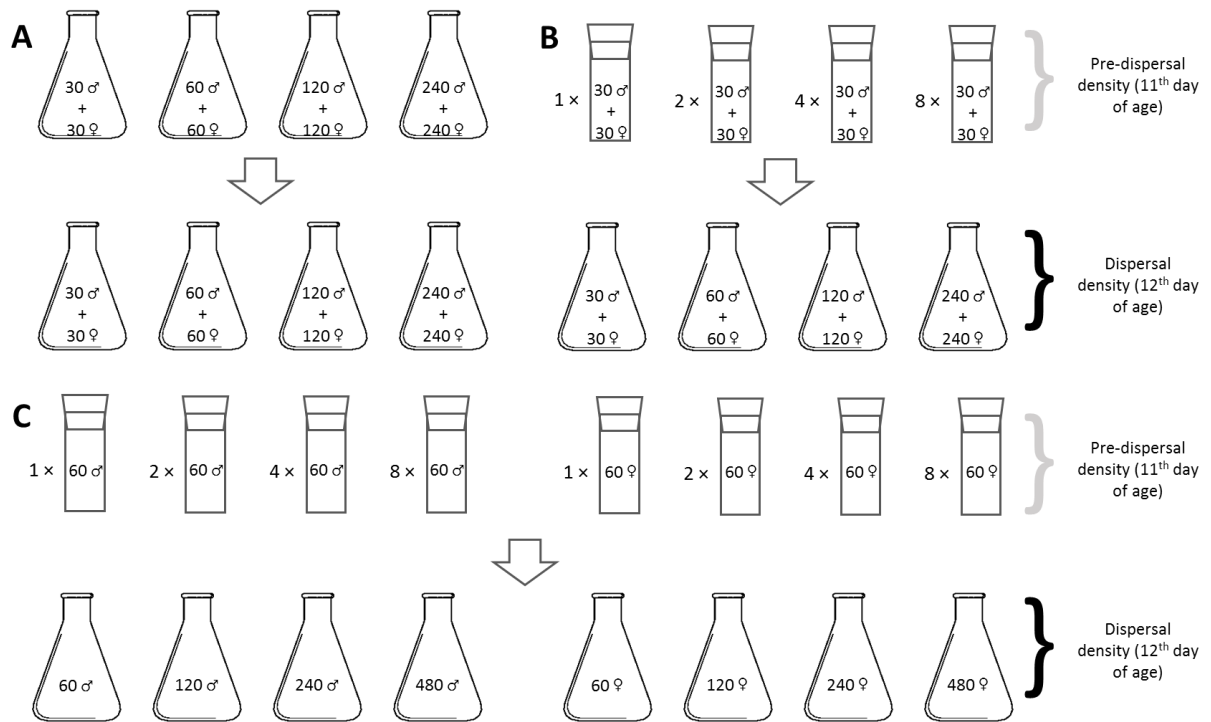 A
30 ♂
+
30 ♀
60 ♂
+
60 ♀
120 ♂
+
120 ♀
240 ♂
+
240 ♀
30 ♂
+
30 ♀
60 ♂
+
60 ♀
120 ♂
+
120 ♀
240 ♂
+
240 ♀
B
1 ×
30 ♂
+
30 ♀
2 ×
30 ♂
+
30 ♀
4 ×
30 ♂
+
30 ♀
8 ×
30 ♂
+
30 ♀
Pre-dispersal
density (11th day
of age)
30 ♂
+
30 ♀
60 ♂
+
60 ♀
120 ♂
+
120 ♀
240 ♂
+
240 ♀
Dispersal
density (12th day
of age)
C
1 × 60 ♂
2 × 60 ♂
4 × 60 ♂
8 × 60 ♂
1 × 60 ♀
2 × 60 ♀
4 × 60 ♀
8 × 60 ♀
Pre-dispersal
density (11th day
of age)
60 ♂
120 ♂
240 ♂
480 ♂
60 ♀
120 ♀
240 ♀
480 ♀
Dispersal
density (12th day
of age)